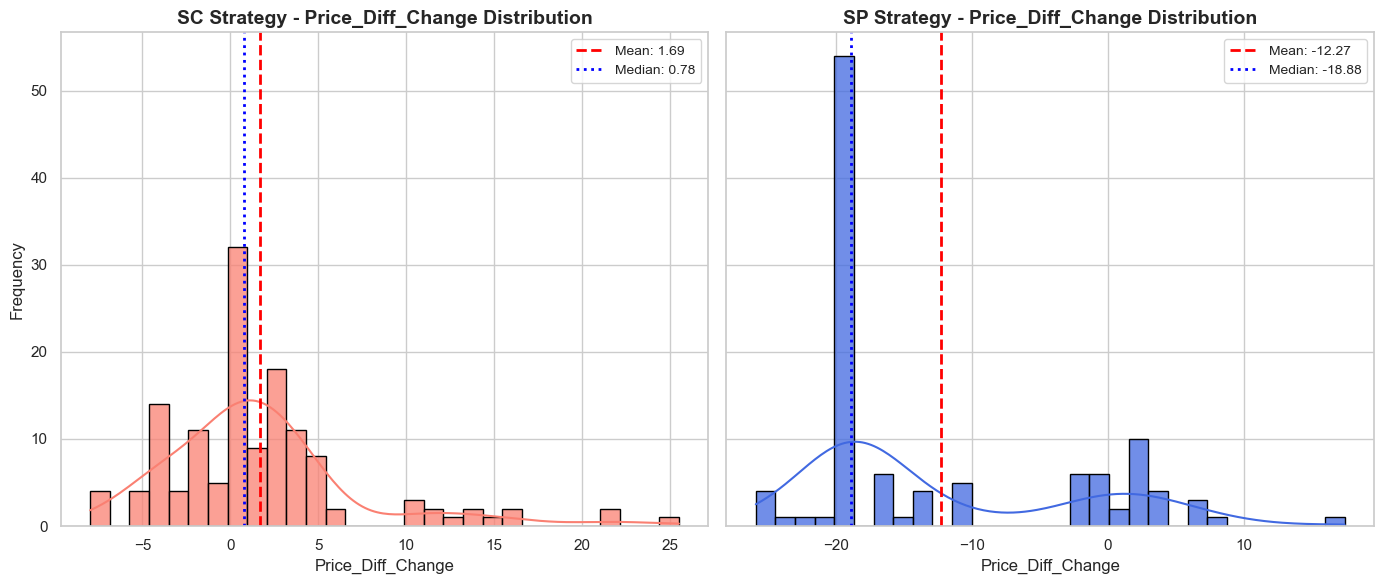 SC Strategy - Price_Diff_Change Distribution
Mean: 1.69
Median: 0.78
Frequency
50
40
30
20
10
0
−5
0
5
10
15
20
25
Price_Diff_Change
SP Strategy - Price_Diff_Change Distribution
Mean: -12.27
Median: -18.88
−20
−10
0
10
Price_Diff_Change